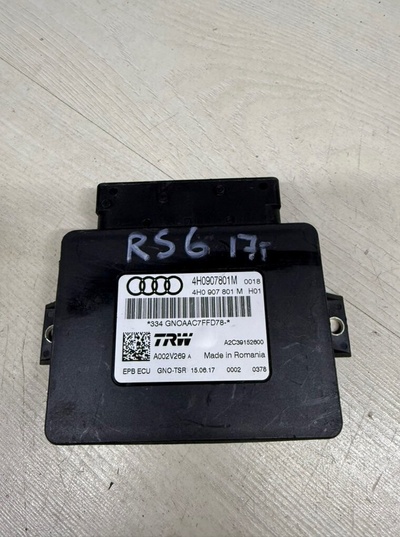 RS6 17г
4H0907801M 0018
4H0 907 801 M H01
*334 GNOAAC7FFD78-*
TRW A2C39152600
A002V269 A Made in Romania
EPB ECU GNO-TSR 15.06.17 0002 0378